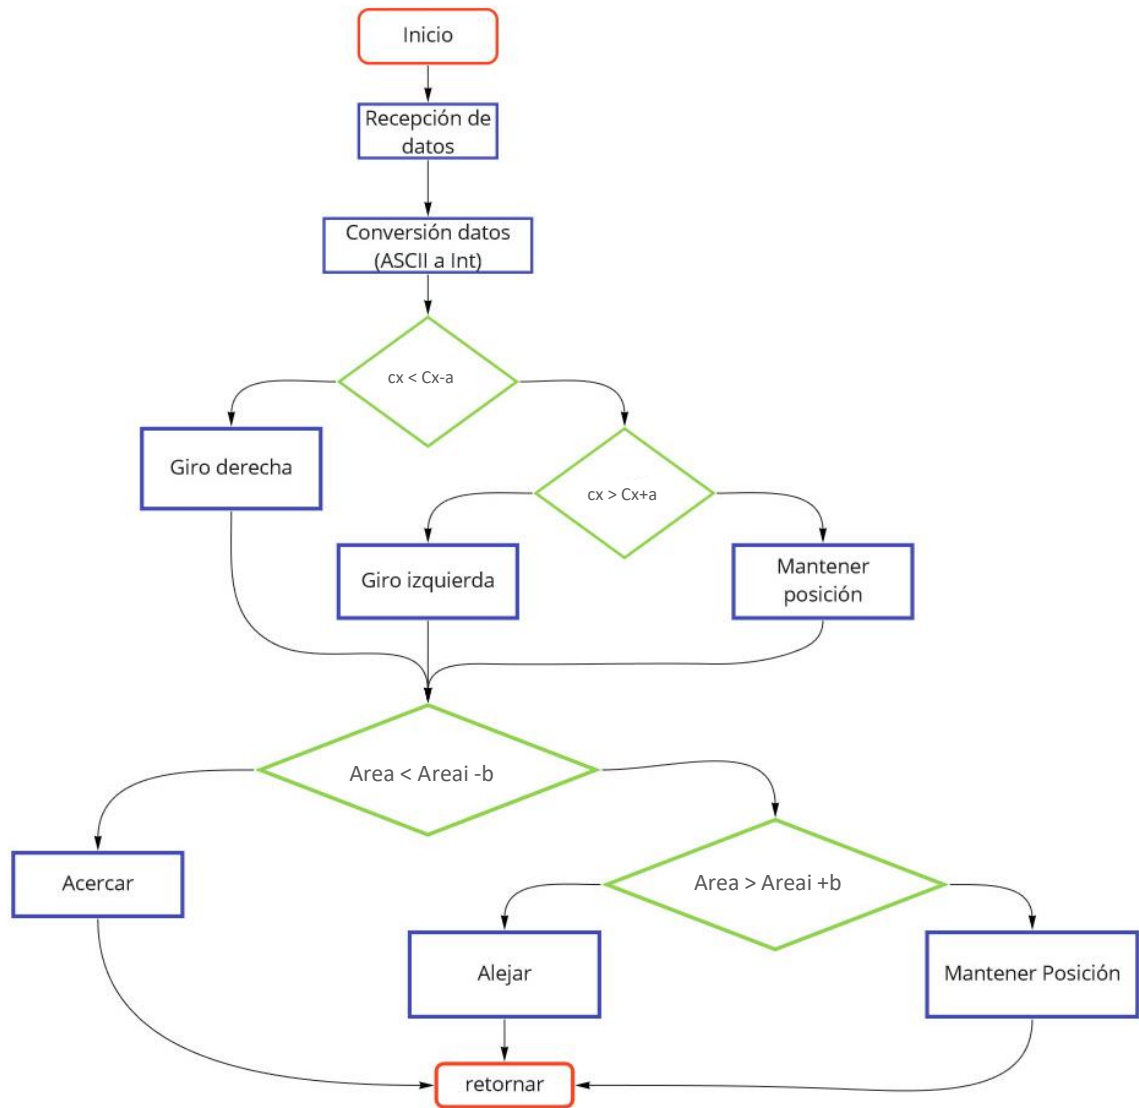 Inicio
Recepción de
datos
Conversión datos
(ASCII a Int)
cx < Cx-a
Giro derecha
cx > Cx+a
Giro izquierda
Mantener
posición
Area < Areai -b
Acercar
Area > Areai +b
Alejar
Mantener Posición
retornar